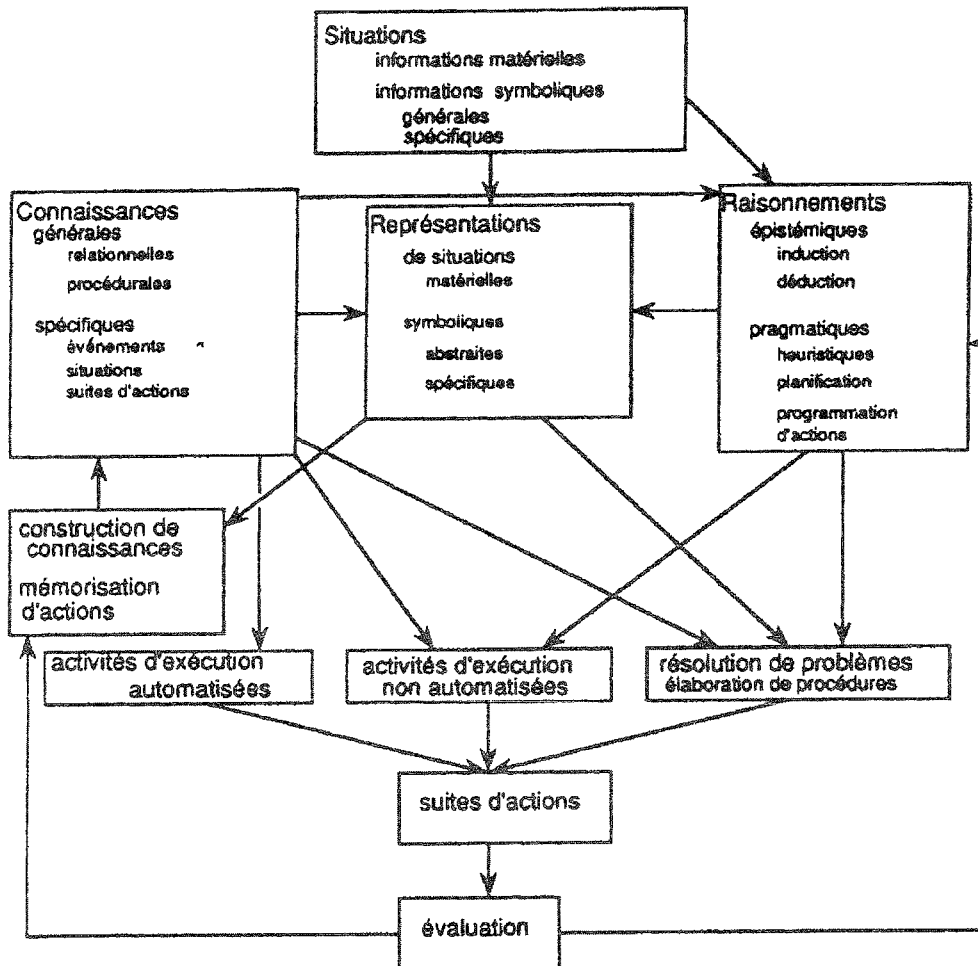 Situations
informations matérielles
informations symboliques
générales
spécifiques
Connaissances
générales
relationnelles
procédurales
spécifiques
événements
situations
suites d'actions
Représentations
de situations
matérielles
symboliques
abstraites
spécifiques
Raisonnements
épistémiques
induction
déduction
pragmatiques
heuristiques
planification
programmation
d'actions
construction de
connaissances
mémorisation
d'actions
activités d'exécution
automatisées
activités d'exécution
non automatisées
résolution de problèmes
élaboration de procédures
suites d'actions
évaluation